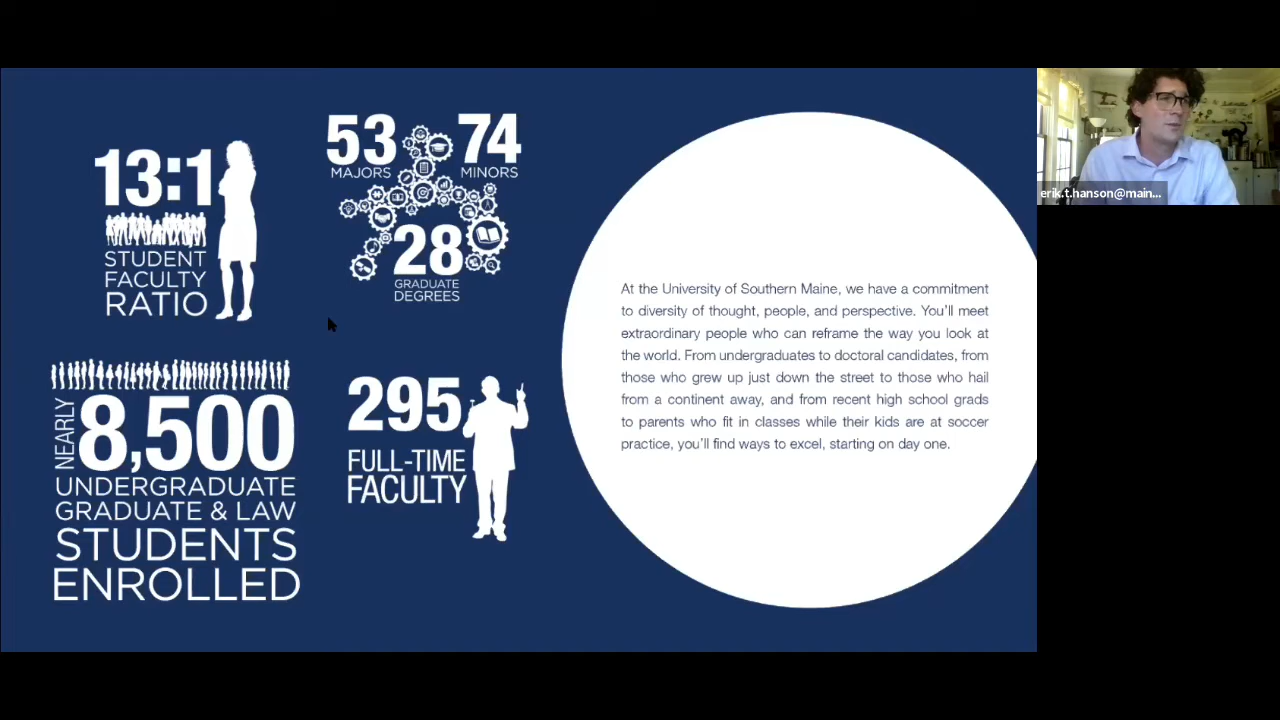 13:1
STUDENT
FACULTY
RATIO
53
MAJORS
74
MINORS
28
GRADUATE
DEGREES
NEARLY
8,500
UNDERGRADUATE
GRADUATE & LAW
STUDENTS
ENROLLED
295
FULL-TIME
FACULTY
At the University of Southern Maine, we have a commitment
to diversity of thought, people, and perspective. You'll meet
extraordinary people who can reframe the way you look at
the world. From undergraduates to doctoral candidates, from
those who grew up just down the street to those who hail
from a continent away, and from recent high school grads
to parents who fit in classes while their kids are at soccer
practice, you'll find ways to excel, starting on day one.
erik.t.hanson@main...